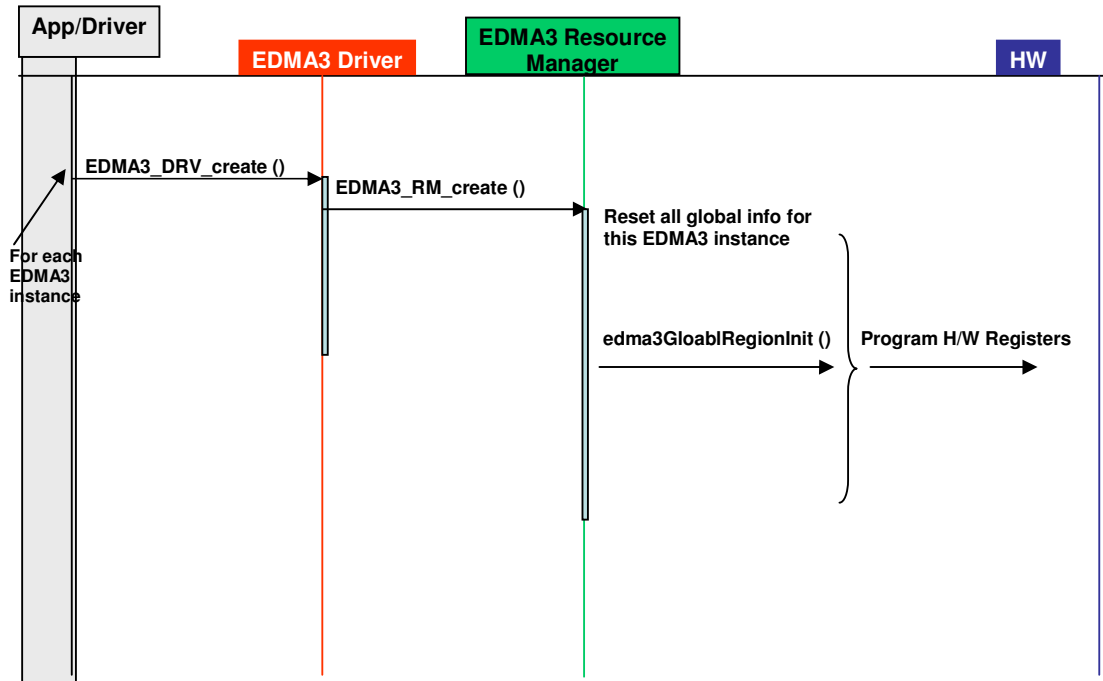 App/Driver
EDMA3 Driver
EDMA3 Resource
Manager
HW
EDMA3_DRV_create ()
EDMA3_RM_create ()
For each
EDMA3
instance
Reset all global info for
this EDMA3 instance
edma3GloablRegionInit ()
Program H/W Registers